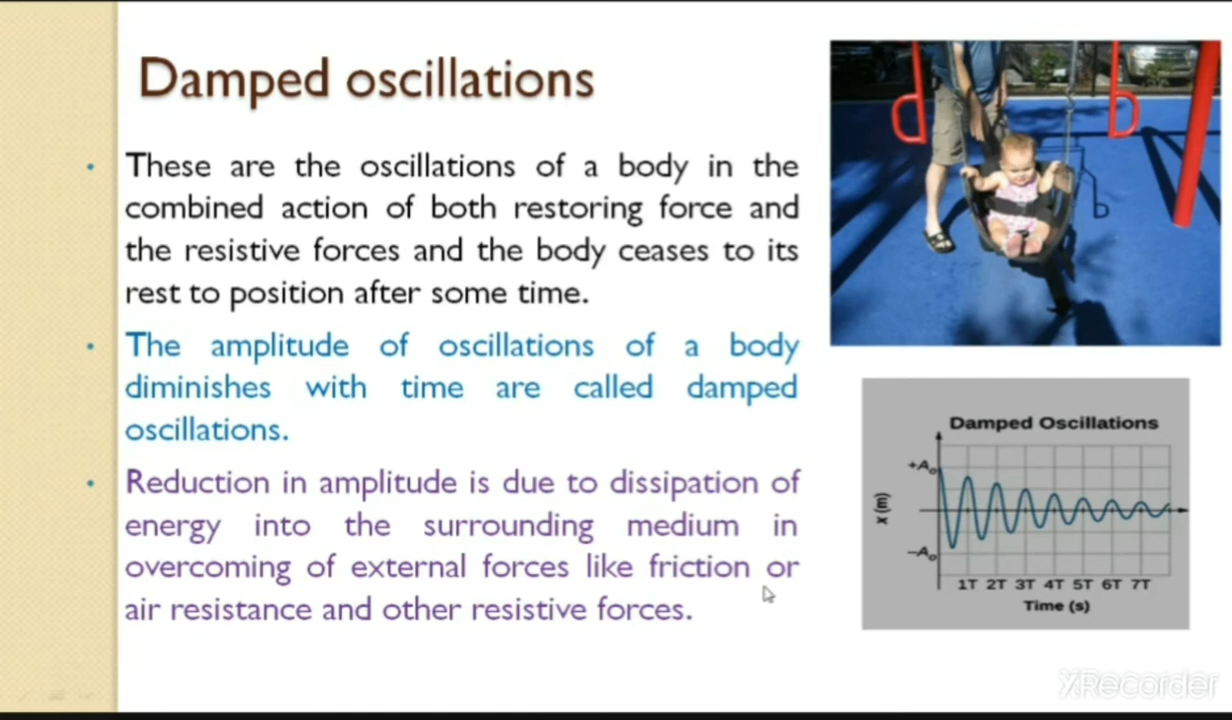 Damped oscillations
These are the oscillations of a body in the
combined action of both restoring force and
the resistive forces and the body ceases to its
rest to position after some time.
The amplitude of oscillations of a body
diminishes with time are called damped
oscillations.
Reduction in amplitude is due to dissipation of
energy into the surrounding medium in
overcoming of external forces like friction or
air resistance and other resistive forces.
Damped Oscillations
+A₀
x (m)
−A₀
1T 2T 3T 4T 5T 6T 7T
Time (s)
XRecorder